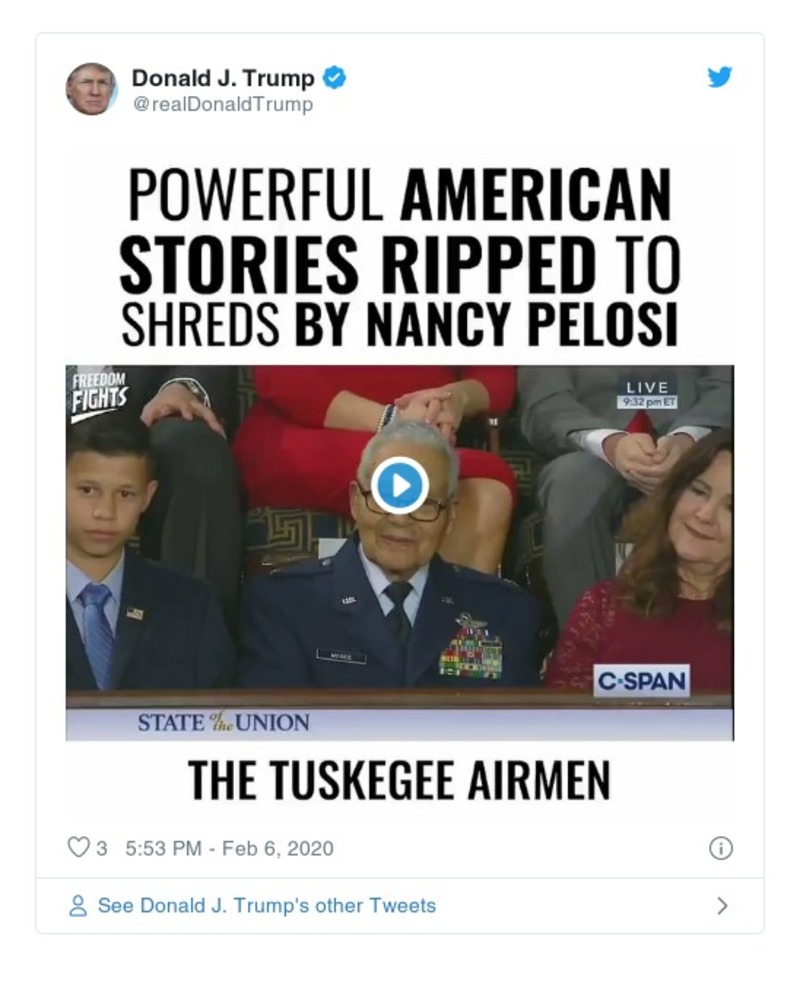 Donald J. Trump
@realDonaldTrump
POWERFUL AMERICAN
STORIES RIPPED TO
SHREDS BY NANCY PELOSI
FREEDOM
FIGHTS
LIVE
9:32 pm ET
MCGEE
C-SPAN
STATE of the UNION
THE TUSKEGEE AIRMEN
3 5:53 PM - Feb 6, 2020
See Donald J. Trump's other Tweets